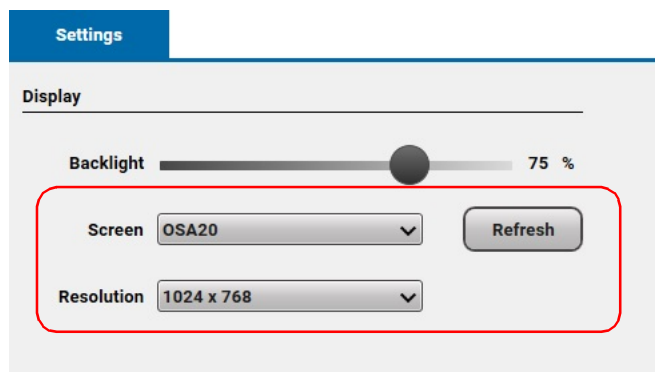 Settings
Display
Backlight 75 %
Screen OSA20 Refresh
Resolution 1024 x 768